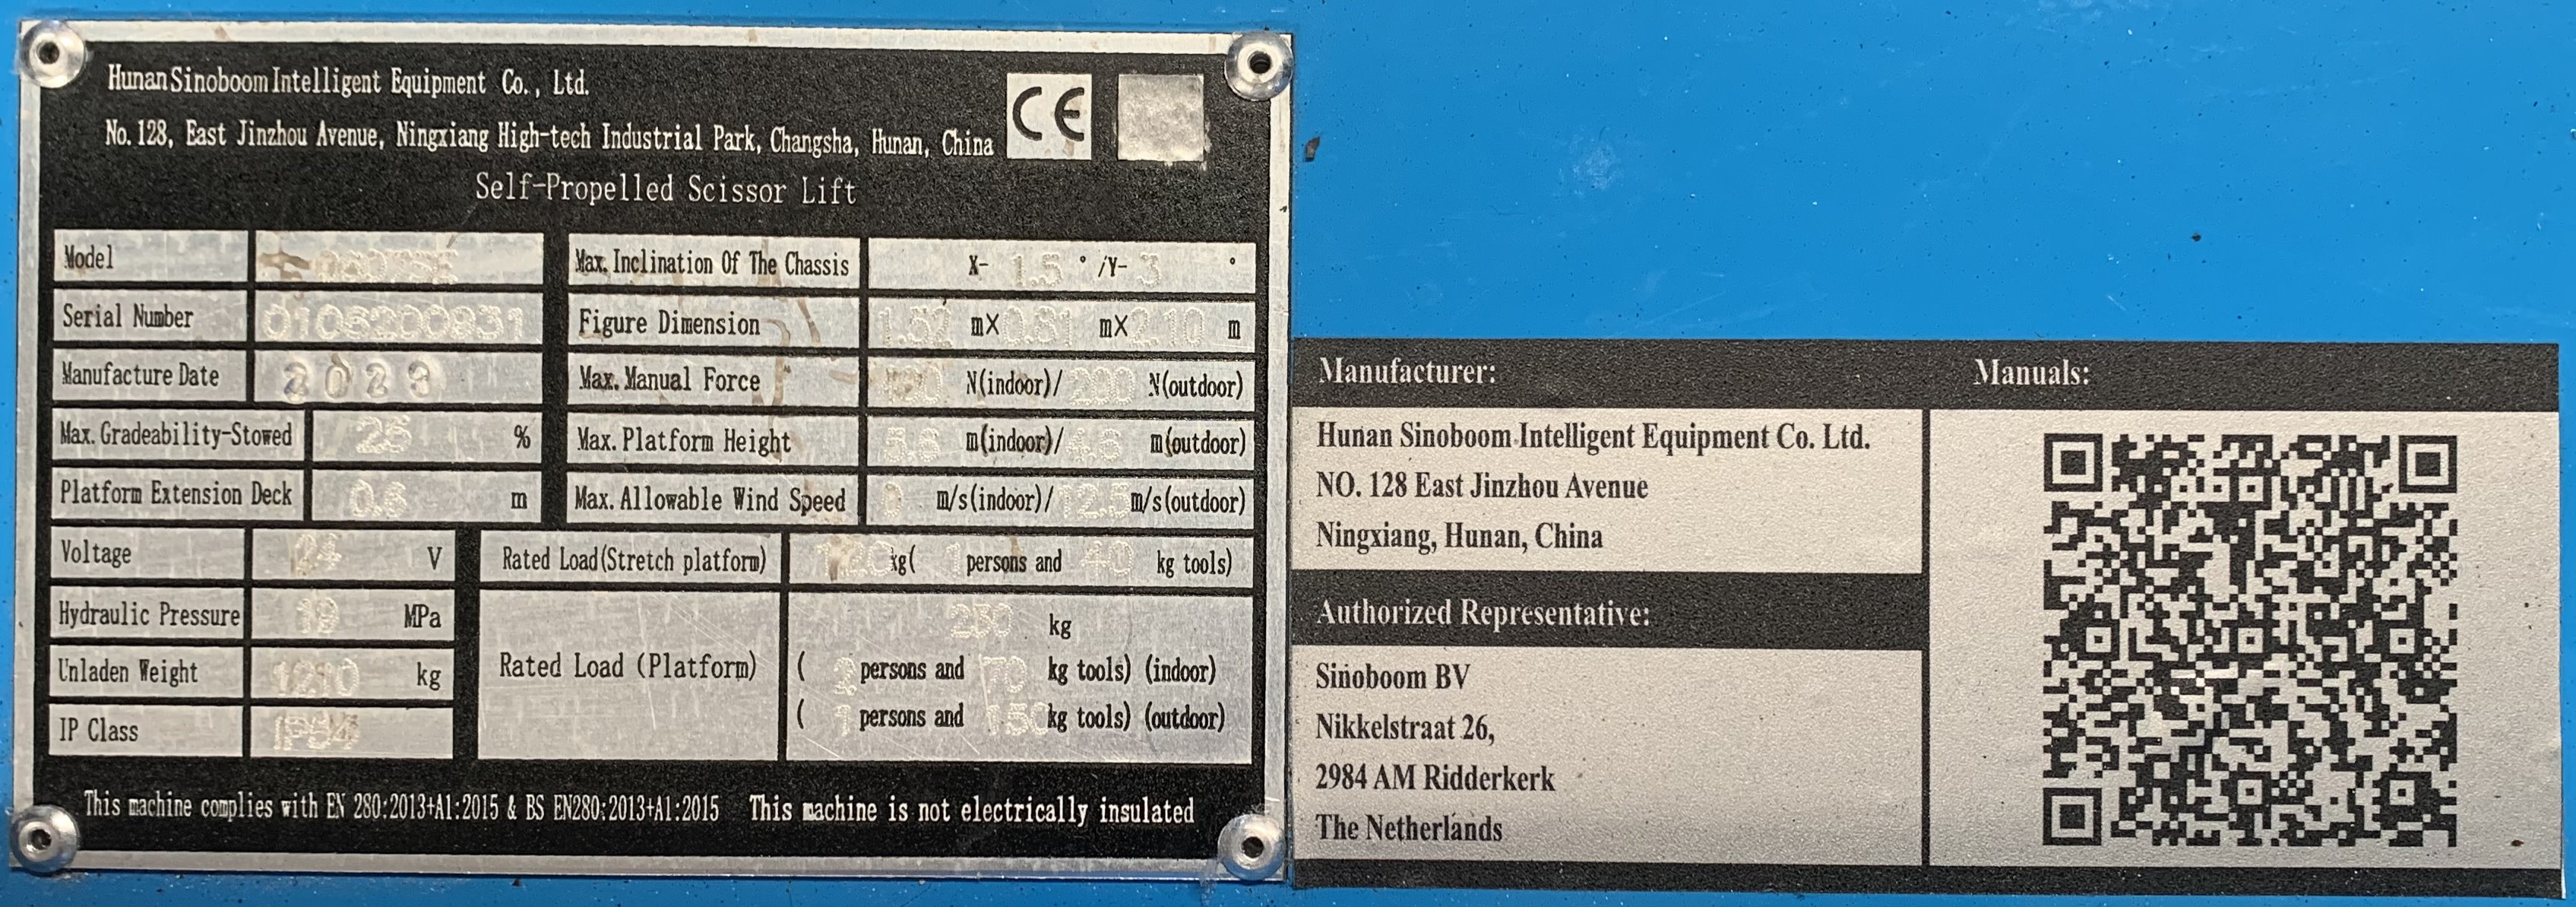 Hunan Sinoboom Intelligent Equipment Co., Ltd.
No. 128, East Jinzhou Avenue, Ningxiang High-tech Industrial Park, Changsha, Hunan, China
CE
Self-Propelled Scissor Lift
Model
Max. Inclination Of The Chassis X- 1.5 ° /Y- 3 °
Serial Number
Figure Dimension 1.52 mX 0.81 mX 2.10 m
Manufacture Date
Max. Manual Force N(indoor)/ 200 N(outdoor)
Max. Gradeability-Stowed 25 %
Max. Platform Height m(indoor)/ m(outdoor)
Platform Extension Deck 0.6 m
Max. Allowable Wind Speed 0 m/s(indoor)/ 12.5 m/s(outdoor)
Voltage 24 V
Rated Load(Stretch platform) 120 kg( 1 persons and 40 kg tools)
Hydraulic Pressure MPa
Unladen Weight kg
IP Class
Rated Load (Platform)
230 kg
( 2 persons and 70 kg tools) (indoor)
( 1 persons and 150 kg tools) (outdoor)
This machine complies with EN 280:2013+A1:2015 & BS EN280:2013+A1:2015 This machine is not electrically insulated
Manufacturer:
Hunan Sinoboom Intelligent Equipment Co. Ltd.
NO. 128 East Jinzhou Avenue
Ningxiang, Hunan, China
Authorized Representative:
Sinoboom BV
Nikkelstraat 26,
2984 AM Ridderkerk
The Netherlands
Manuals: